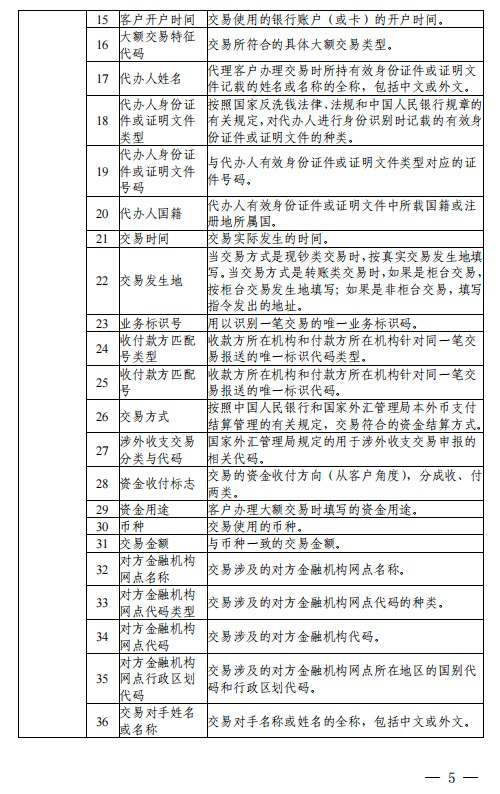 15 客户开户时间 交易使用的银行账户（或卡）的开户时间。
16 大额交易特征
代码 交易所符合的具体大额交易类型。
17 代办人姓名 代理客户办理交易时所持有效身份证件或证明文
件记载的姓名或名称的全称，包括中文或外文。
18 代办人身份证
件或证明文件
类型 按照国家反洗钱法律、法规和中国人民银行规章的
有关规定，对代办人进行身份识别时记载的有效身
份证件或证明文件的种类。
19 代办人身份证
件或证明文件
号码 与代办人有效身份证件或证明文件类型对应的证
件号码。
20 代办人国籍 代办人有效身份证件或证明文件中所载国籍或注
册地所属国。
21 交易时间 交易实际发生的时间。
22 交易发生地 当交易方式是现钞类交易时，按真实交易发生地填
写。当交易方式是转账类交易时，如果是柜台交易，
按柜台交易发生地填写；如果是非柜台交易，填写
指令发出的地址。
23 业务标识号 用以识别一笔交易的唯一业务标识码。
24 收付款方匹配
号类型 收款方所在机构和付款方所在机构针对同一笔交
易报送的唯一标识代码类型。
25 收付款方匹配
号 收款方所在机构和付款方所在机构针对同一笔交
易报送的唯一标识代码。
26 交易方式 按照中国人民银行和国家外汇管理局本外币支付
结算管理的有关规定，交易符合的资金结算方式。
27 涉外收支交易
分类与代码 国家外汇管理局规定的用于涉外收支交易申报的
相关代码。
28 资金收付标志 交易的资金收付方向（从客户角度），分成收、付
两类。
29 资金用途 客户办理大额交易时填写的资金用途。
30 币种 交易使用的币种。
31 交易金额 与币种一致的交易金额。
32 对方金融机构
网点名称 交易涉及的对方金融机构网点名称。
33 对方金融机构
网点代码类型 交易涉及的对方金融机构网点代码的种类。
34 对方金融机构
网点代码 交易涉及的对方金融机构代码。
35 对方金融机构
网点行政区划
代码 交易涉及的对方金融机构网点所在地区的国别代
码和行政区划代码。
36 交易对手姓名
或名称 交易对手名称或姓名的全称，包括中文或外文。
— 5 —